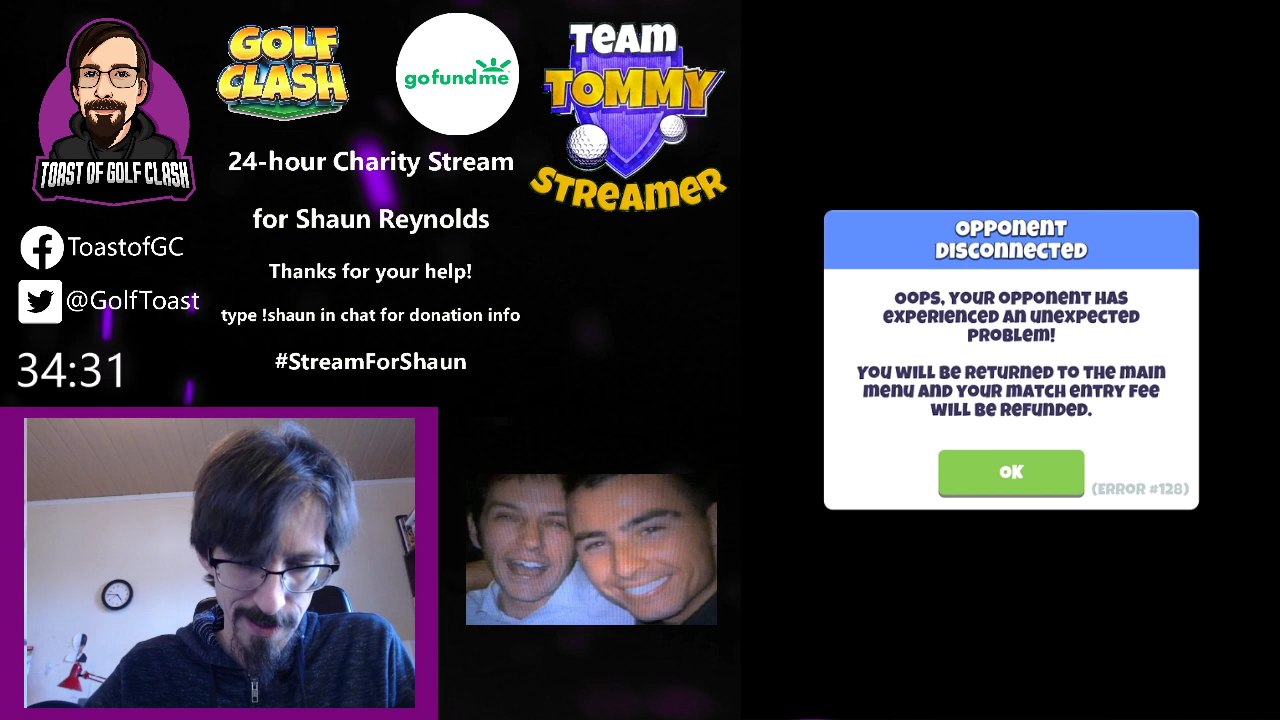 TOAST OF GOLF CLASH
GOLF
CLASH
gofundme
TEAM
TOMMY
STREAMER
24-hour Charity Stream
for Shaun Reynolds
Thanks for your help!
type !shaun in chat for donation info
#StreamForShaun
ToastofGC
@GolfToast
34:31
OPPONENT
DISCONNECTED
OOPS, YOUR OPPONENT HAS
EXPERIENCED AN UNEXPECTED
PROBLEM!
YOU WILL BE RETURNED TO THE MAIN
MENU AND YOUR MATCH ENTRY FEE
WILL BE REFUNDED.
OK
(ERROR #128)